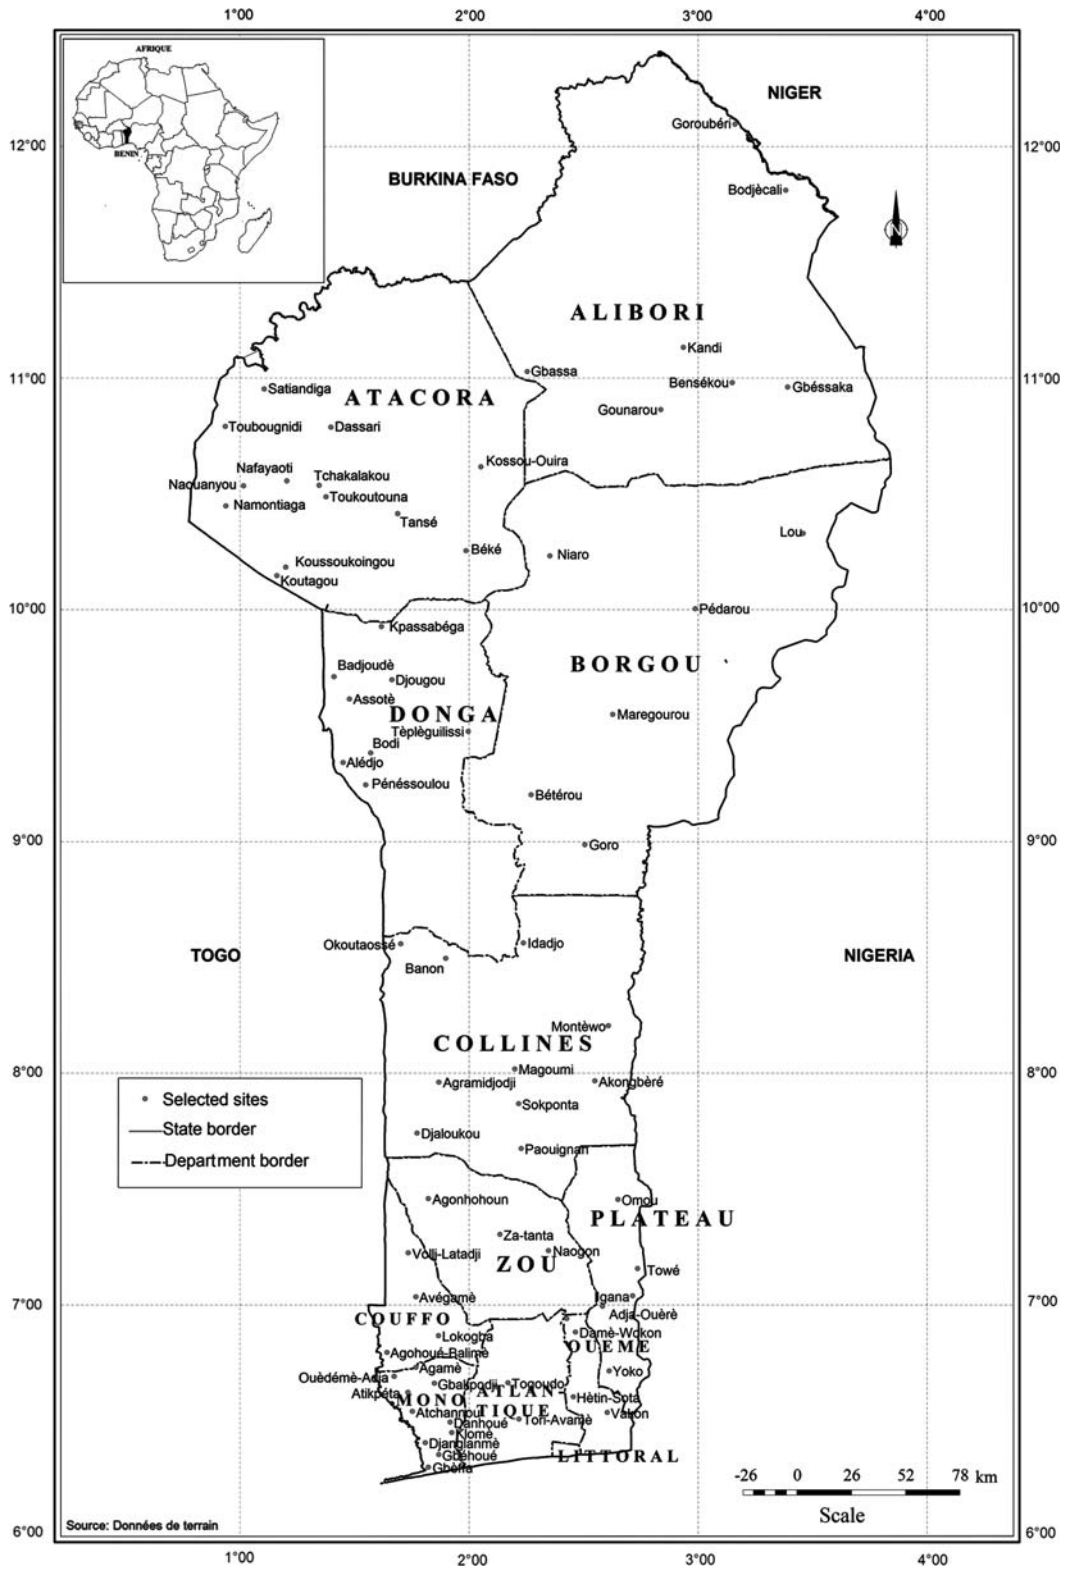 1°00 2°00 3°00 4°00
AFRIQUE
BENIN
NIGER
Goroubéri
12°00 12°00
BURKINA FASO
Bodjècali
N
ALIBORI
Kandi
Gbassa
11°00 11°00
Bensékou
Gbéssaka
Satiandiga
ATACORA
Gounarou
Toubougnidi
Dassari
Kossou-Ouira
Nafayaoti
Tchakalakou
Naouanyou
Toukoutouna
Namontiaga
Tansé
Lou
Béké
Niaro
Koussoukoingou
Koutagou
10°00 10°00
Pédarou
Kpassabéga
Badjoudè
BORGOU
Djougou
Assotè
DONGA
Maregourou
Tèplèguilissi
Bodi
Alédjo
Pénéssoulou
Bétérou
9°00 9°00
Goro
Okoutaossé
Idadjo
TOGO
NIGERIA
Banon
Montèwo
COLLINES
Magoumi
8°00 8°00
Agramidjodji
Akongbèré
Selected sites
Sokponta
State border
Djaloukou
Paouignan
Department border
Agonhohoun
Omou
PLATEAU
Za-tanta
Naogon
Volli-Latadji
ZOU
Towé
Avégamè
Igana
7°00 7°00
Adja-Ouèrè
COUFFO
Damè-Wokon
Lokogba
OUEME
Agohoué-Balimè
Agamè
Yoko
Ouèdémè-Adja
Gbakpodji
Togoudo
Atikpéta
MONO
ATLAN
Hètin-Sota
TIQUE
Atchannou
Vakon
Danhoué
Tori-Avamè
Klomè
Djanglanmè
Gbéhoué
LITTORAL
Gbèffa
-26 0 26 52 78 km
Scale
Source: Données de terrain
6°00 6°00
1°00 2°00 3°00 4°00